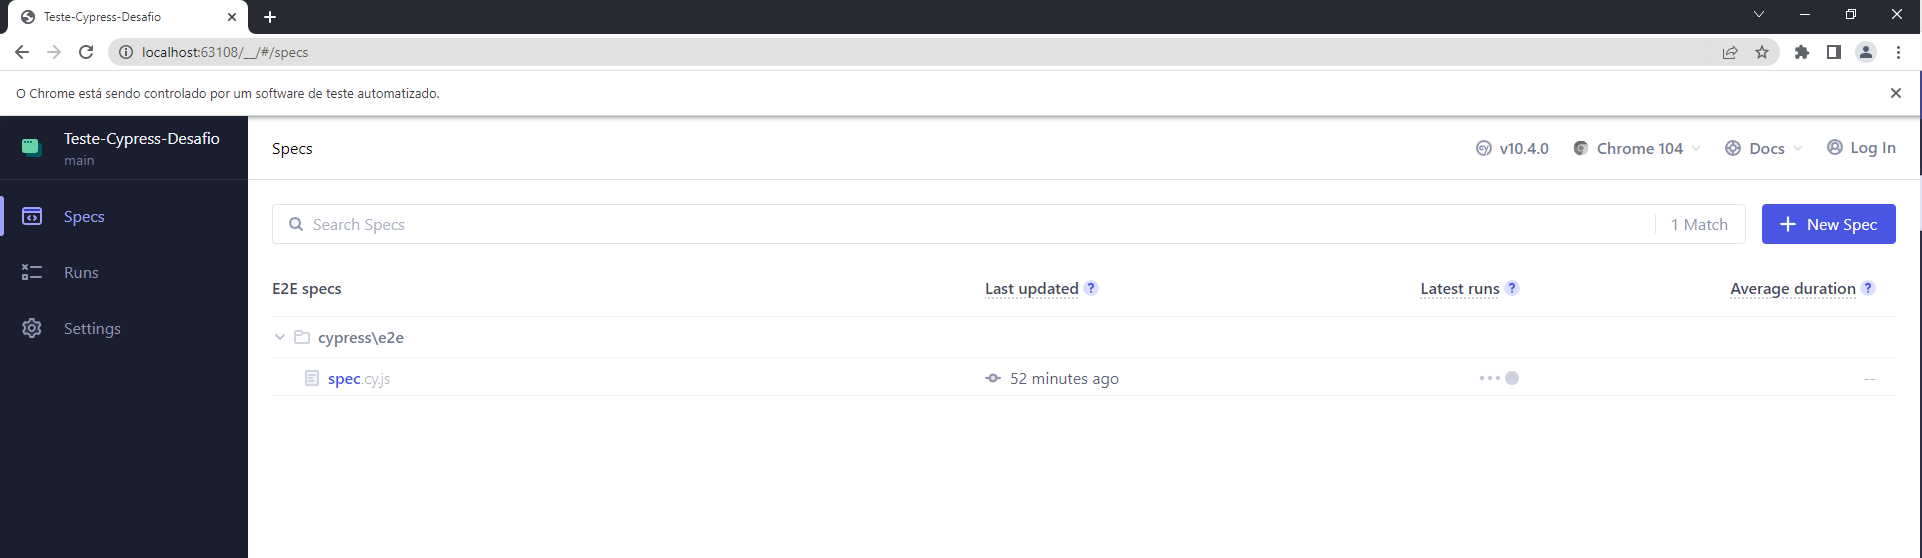 Teste-Cypress-Desafio
localhost:63108/__/#/specs
O Chrome está sendo controlado por um software de teste automatizado.
Teste-Cypress-Desafio
main
Specs
Runs
Settings
Specs
v10.4.0
Chrome 104
Docs
Log In
Search Specs
1 Match
New Spec
E2E specs
Last updated ?
Latest runs ?
Average duration ?
cypress\e2e
spec.cy.js
52 minutes ago
--